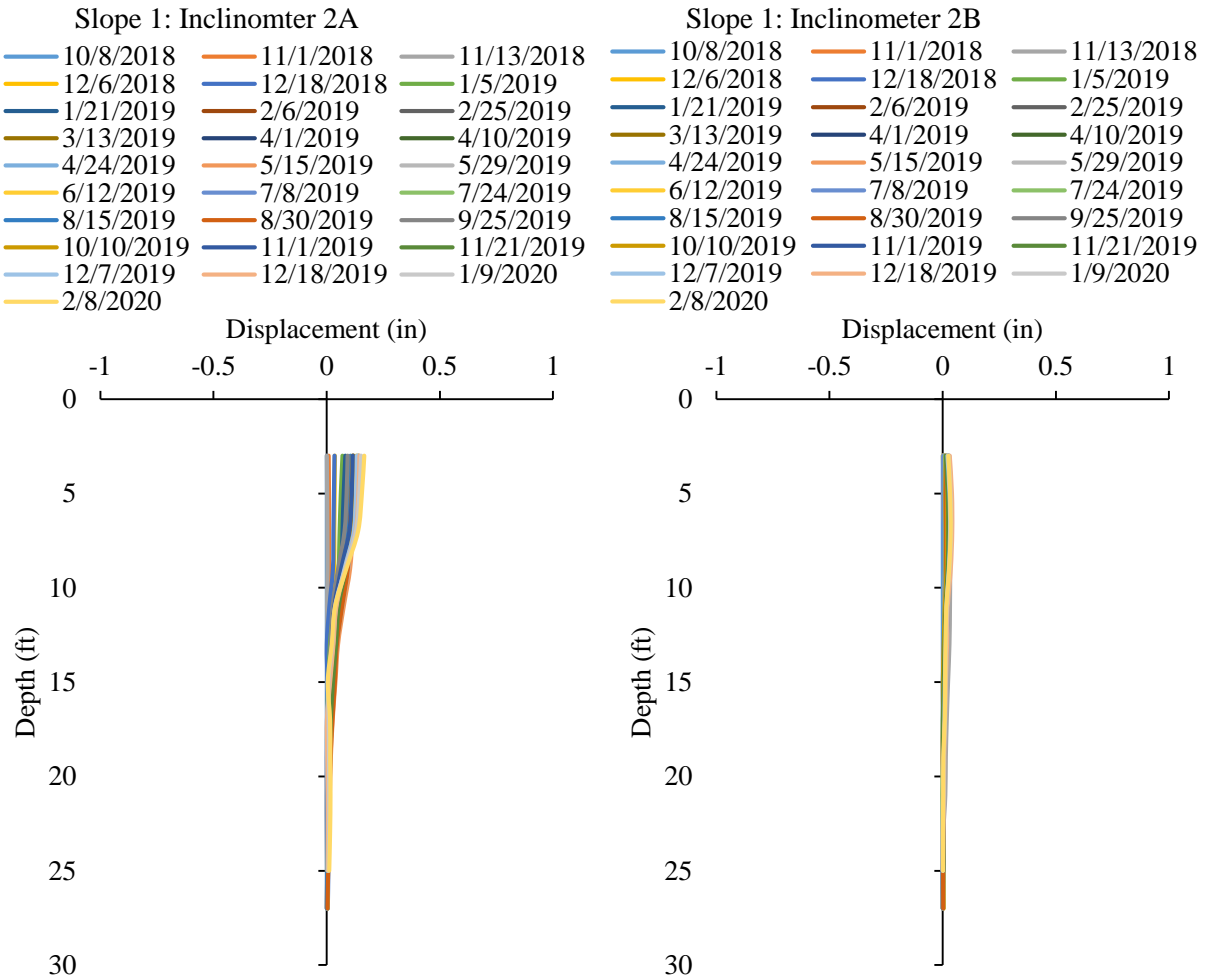 Slope 1: Inclinomter 2A
10/8/2018 11/1/2018 11/13/2018
12/6/2018 12/18/2018 1/5/2019
1/21/2019 2/6/2019 2/25/2019
3/13/2019 4/1/2019 4/10/2019
4/24/2019 5/15/2019 5/29/2019
6/12/2019 7/8/2019 7/24/2019
8/15/2019 8/30/2019 9/25/2019
10/10/2019 11/1/2019 11/21/2019
12/7/2019 12/18/2019 1/9/2020
2/8/2020
Displacement (in)
-1 -0.5 0 0.5 1
0
5
10
15
20
25
30
Depth (ft)
Slope 1: Inclinometer 2B
10/8/2018 11/1/2018 11/13/2018
12/6/2018 12/18/2018 1/5/2019
1/21/2019 2/6/2019 2/25/2019
3/13/2019 4/1/2019 4/10/2019
4/24/2019 5/15/2019 5/29/2019
6/12/2019 7/8/2019 7/24/2019
8/15/2019 8/30/2019 9/25/2019
10/10/2019 11/1/2019 11/21/2019
12/7/2019 12/18/2019 1/9/2020
2/8/2020
Displacement (in)
-1 -0.5 0 0.5 1
0
5
10
15
20
25
30
Depth (ft)